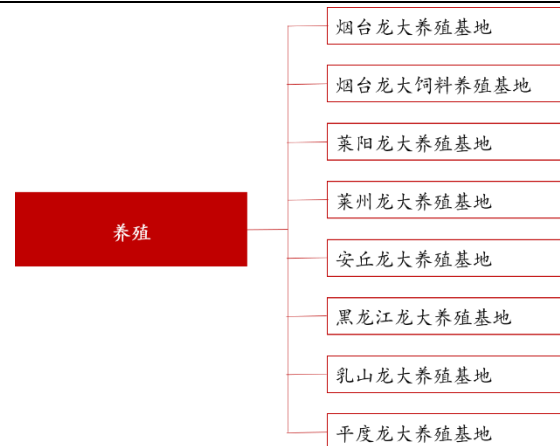 烟台龙大养殖基地
烟台龙大饲料养殖基地
莱阳龙大养殖基地
莱州龙大养殖基地
养殖
安丘龙大养殖基地
黑龙江龙大养殖基地
乳山龙大养殖基地
平度龙大养殖基地